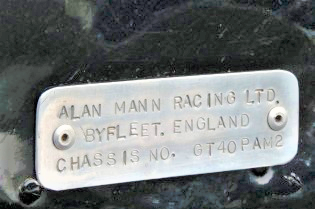 ALAN MANN RACING LTD.
BYFLEET, ENGLAND
CHASSIS NO. GT40PAM2